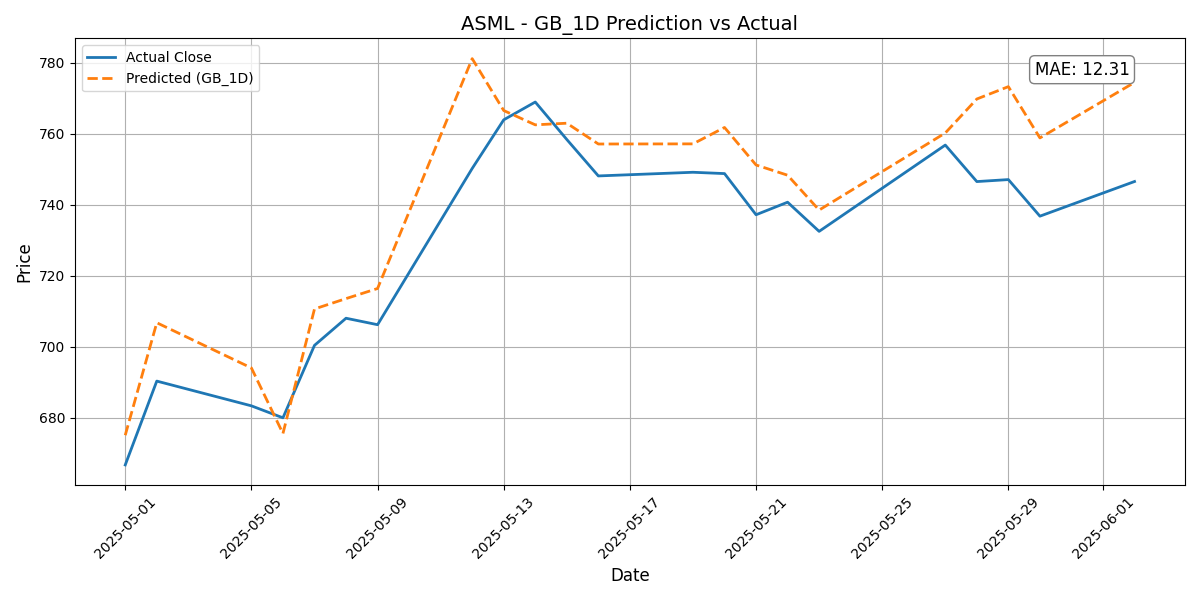 ASML - GB_1D Prediction vs Actual
Actual Close
Predicted (GB_1D)
MAE: 12.31
780
760
740
720
700
680
Price
2025-05-01
2025-05-05
2025-05-09
2025-05-13
2025-05-17
2025-05-21
2025-05-25
2025-05-29
2025-06-01
Date